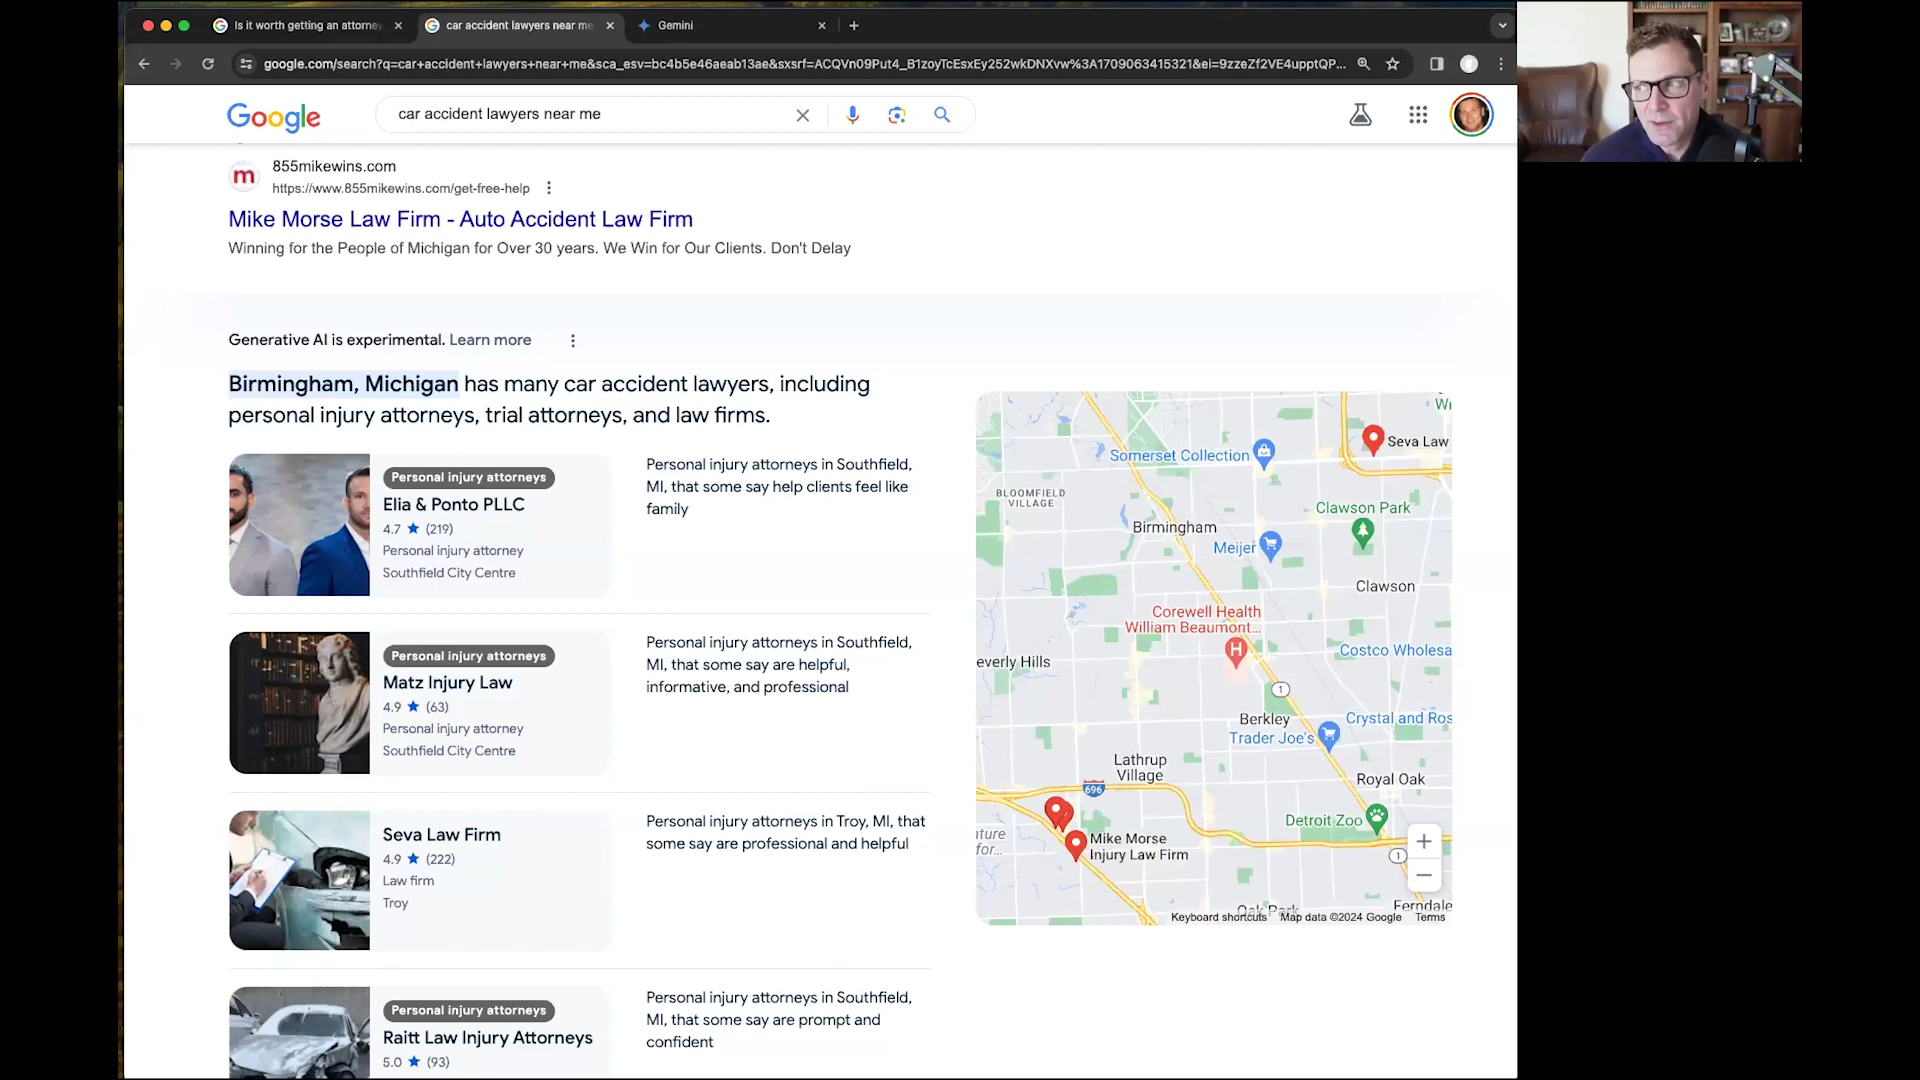 Is it worth getting an attorney
car accident lawyers near me
Gemini
google.com/search?q=car+accident+lawyers+near+me&sca_esv=bc4b5e46aeab13ae&sxsrf=ACQVn09Put4_B1zoyTcEsxEy252wkDNXvw%3A1709063415321&ei=9zzeZf2VE4upptQP...
Google
car accident lawyers near me
m
855mikewins.com
https://www.855mikewins.com/get-free-help
Mike Morse Law Firm - Auto Accident Law Firm
Winning for the People of Michigan for Over 30 years. We Win for Our Clients. Don't Delay
Generative AI is experimental. Learn more
Birmingham, Michigan has many car accident lawyers, including
personal injury attorneys, trial attorneys, and law firms.
Personal injury attorneys
Elia & Ponto PLLC
4.7 ★ (219)
Personal injury attorney
Southfield City Centre
Personal injury attorneys in Southfield,
MI, that some say help clients feel like
family
Personal injury attorneys
Matz Injury Law
4.9 ★ (63)
Personal injury attorney
Southfield City Centre
Personal injury attorneys in Southfield,
MI, that some say are helpful,
informative, and professional
Seva Law Firm
4.9 ★ (222)
Law firm
Troy
Personal injury attorneys in Troy, MI, that
some say are professional and helpful
Personal injury attorneys
Raitt Law Injury Attorneys
5.0 ★ (93)
Personal injury attorneys in Southfield,
MI, that some say are prompt and
confident
Seva Law
Somerset Collection
BLOOMFIELD
VILLAGE
Clawson Park
Birmingham
Meijer
Clawson
Corewell Health
William Beaumont...
H
Costco Wholesa
everly Hills
1
Berkley
Crystal and Ros
Trader Joe's
Lathrup
Village
Royal Oak
696
Detroit Zoo
ature
for...
Mike Morse
Injury Law Firm
1
Oak Park
Ferndale
Keyboard shortcuts
Map data ©2024 Google
Terms